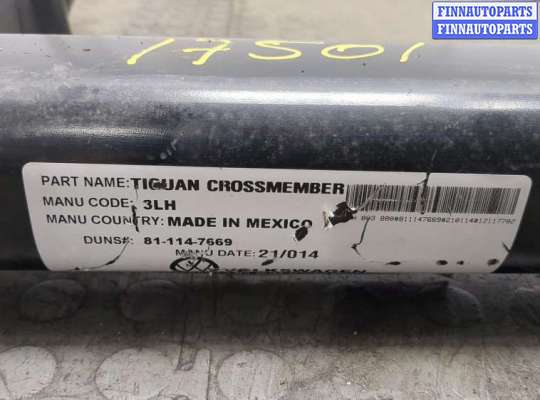 FINNAUTOPARTS
FINNAUTOPARTS
17501
PART NAME: TIGUAN CROSSMEMBER
MANU CODE: 3LH
MANU COUNTRY: MADE IN MEXICO
DUNS#: 81-114-7669
MANU DATE: 21/014
VOLKSWAGEN